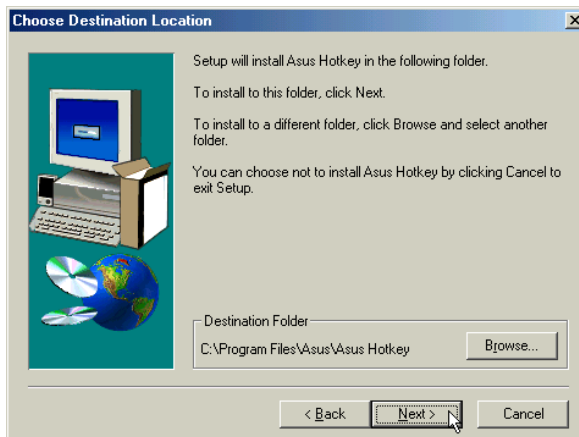 Choose Destination Location
Setup will install Asus Hotkey in the following folder.
To install to this folder, click Next.
To install to a different folder, click Browse and select another
folder.
You can choose not to install Asus Hotkey by clicking Cancel to
exit Setup.
Destination Folder
C:\Program Files\Asus\Asus Hotkey
Browse...
< Back
Next >
Cancel